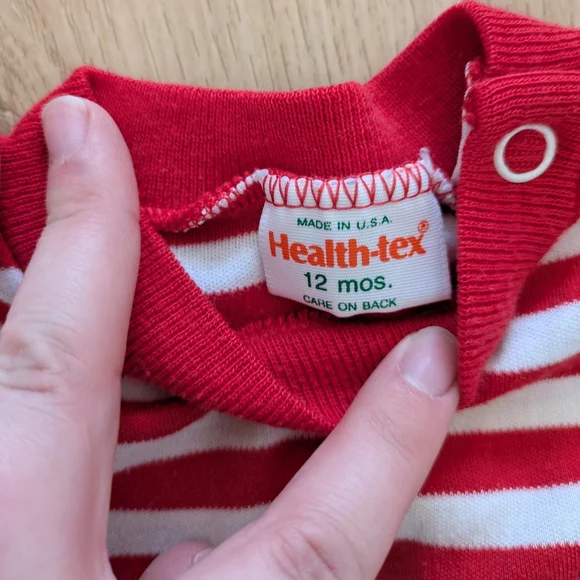 MADE IN U.S.A.
Health-tex®
12 mos.
CARE ON BACK